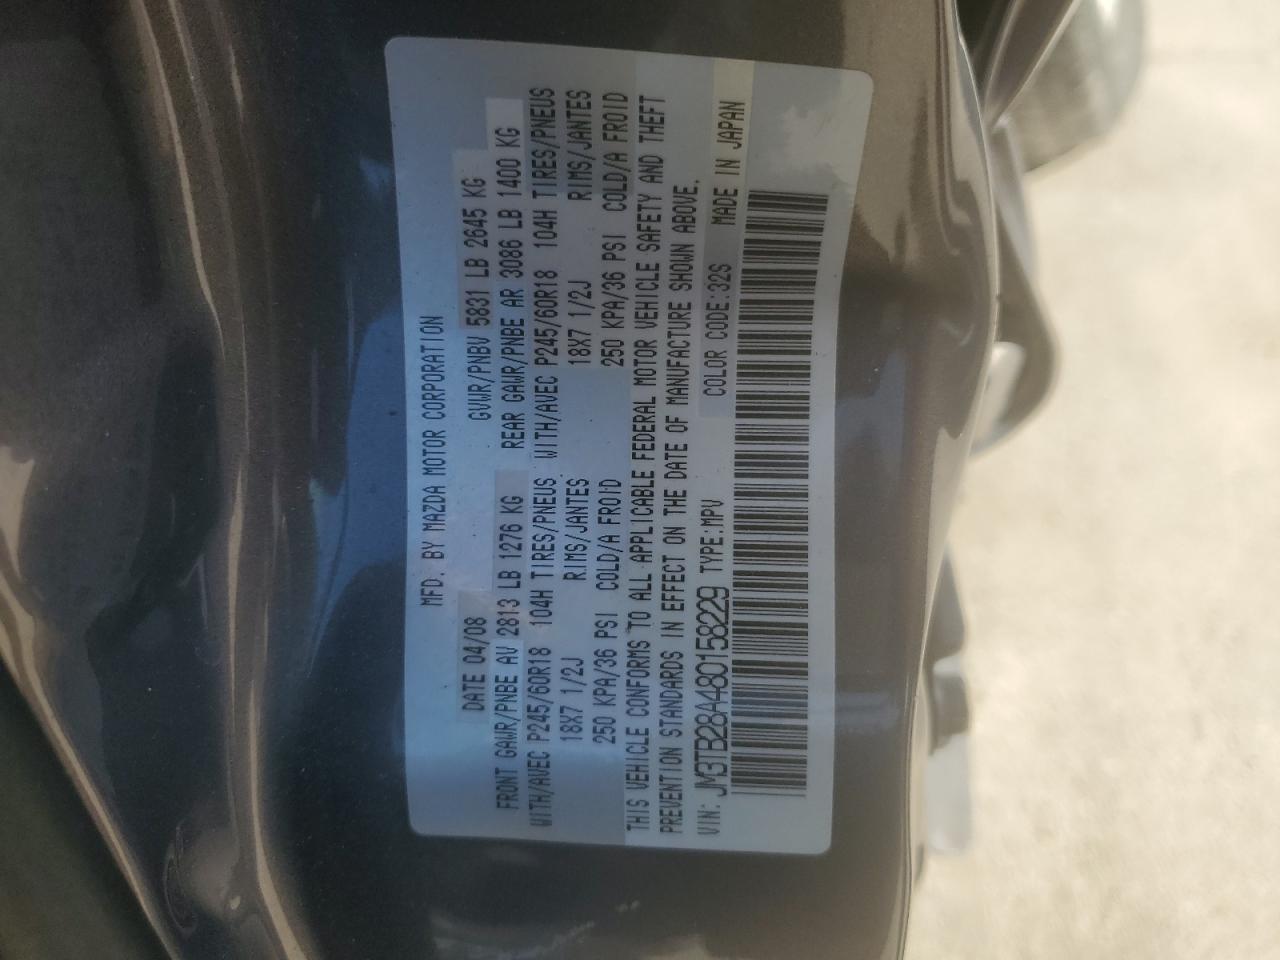 MFD. BY MAZDA MOTOR CORPORATION
DATE 04/08 GVWR/PNBV 5831 LB 2645 KG
FRONT GAWR/PNBE AV 2813 LB 1276 KG REAR GAWR/PNBE AR 3086 LB 1400 KG
WITH/AVEC P245/60R18 104H TIRES/PNEUS WITH/AVEC P245/60R18 104H TIRES/PNEUS
18X7 1/2J RIMS/JANTES 18X7 1/2J RIMS/JANTES
250 KPA/36 PSI COLD/A FROID 250 KPA/36 PSI COLD/A FROID
THIS VEHICLE CONFORMS TO ALL APPLICABLE FEDERAL MOTOR VEHICLE SAFETY AND THEFT
PREVENTION STANDARDS IN EFFECT ON THE DATE OF MANUFACTURE SHOWN ABOVE.
VIN: JM3TB28A480158229 TYPE:MPV COLOR CODE:32S MADE IN JAPAN